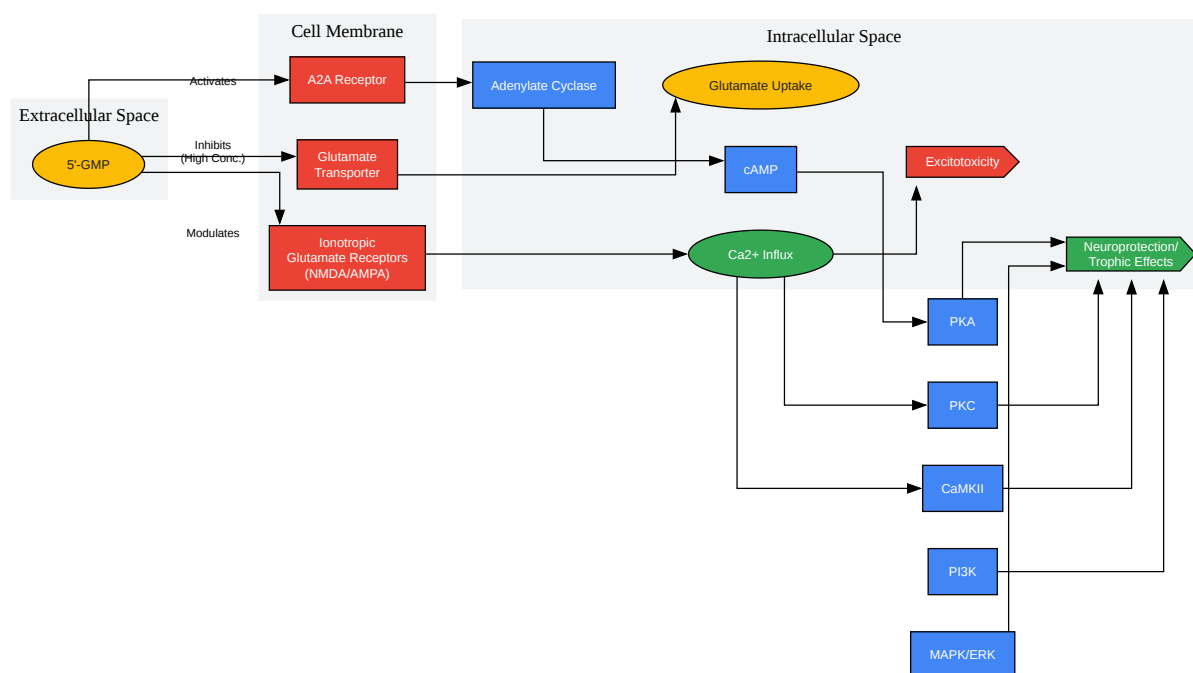 Cell Membrane
Intracellular Space
Extracellular Space
Activates
A2A Receptor
Adenylate Cyclase
Glutamate Uptake
5'-GMP
Inhibits
(High Conc.)
Glutamate
Transporter
cAMP
Excitotoxicity
Modulates
Ionotropic
Glutamate Receptors
(NMDA/AMPA)
Ca2+ Influx
Neuroprotection/
Trophic Effects
PKA
PKC
CaMKII
PI3K
MAPK/ERK